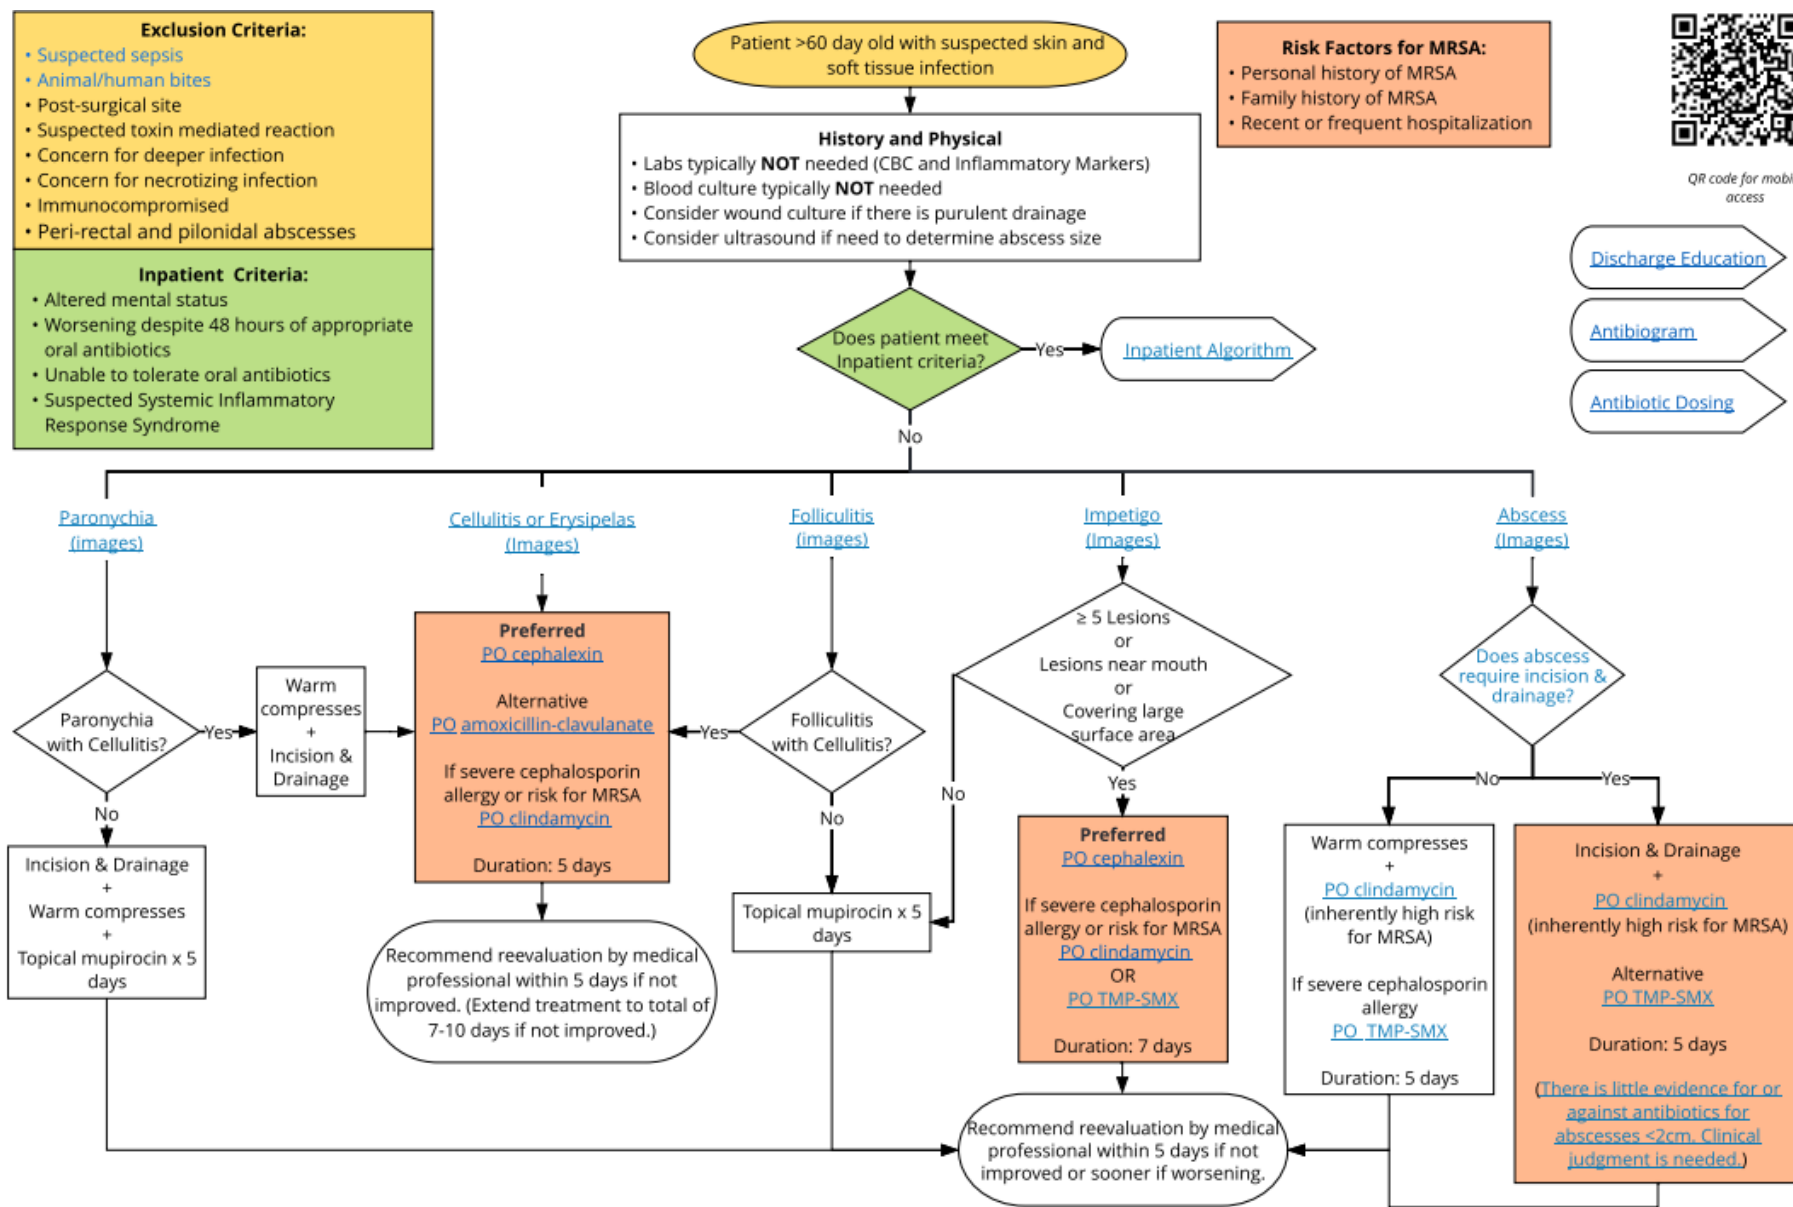 Exclusion Criteria:
• Suspected sepsis
• Animal/human bites
• Post-surgical site
• Suspected toxin mediated reaction
• Concern for deeper infection
• Concern for necrotizing infection
• Immunocompromised
• Peri-rectal and pilonidal abscesses
Inpatient Criteria:
• Altered mental status
• Worsening despite 48 hours of appropriate
oral antibiotics
• Unable to tolerate oral antibiotics
• Suspected Systemic Inflammatory
Response Syndrome
Patient >60 day old with suspected skin and
soft tissue infection
History and Physical
• Labs typically NOT needed (CBC and Inflammatory Markers)
• Blood culture typically NOT needed
• Consider wound culture if there is purulent drainage
• Consider ultrasound if need to determine abscess size
Risk Factors for MRSA:
• Personal history of MRSA
• Family history of MRSA
• Recent or frequent hospitalization
QR code for mobi
access
Discharge Education
Antibiogram
Antibiotic Dosing
Does patient meet
Inpatient criteria?
Yes
Inpatient Algorithm
No
Paronychia
(images)
Paronychia
with Cellulitis?
Yes
Warm
compresses
+
Incision &
Drainage
No
Incision & Drainage
+
Warm compresses
+
Topical mupirocin x 5
days
Cellulitis or Erysipelas
(Images)
Preferred
PO cephalexin
Alternative
PO amoxicillin-clavulanate
If severe cephalosporin
allergy or risk for MRSA
PO clindamycin
Duration: 5 days
Recommend reevaluation by medical
professional within 5 days if not
improved. (Extend treatment to total of
7-10 days if not improved.)
Folliculitis
(images)
Folliculitis
with Cellulitis?
Yes
No
Topical mupirocin x 5
days
Impetigo
(Images)
≥ 5 Lesions
or
Lesions near mouth
or
Covering large
surface area
No
Yes
Preferred
PO cephalexin
If severe cephalosporin
allergy or risk for MRSA
PO clindamycin
OR
PO TMP-SMX
Duration: 7 days
Recommend reevaluation by medical
professional within 5 days if not
improved or sooner if worsening.
Abscess
(Images)
Does abscess
require incision &
drainage?
No
Yes
Warm compresses
+
PO clindamycin
(inherently high risk
for MRSA)
If severe cephalosporin
allergy
PO TMP-SMX
Duration: 5 days
Incision & Drainage
+
PO clindamycin
(inherently high risk for MRSA)
Alternative
PO TMP-SMX
Duration: 5 days
(There is little evidence for or
against antibiotics for
abscesses <2cm. Clinical
judgment is needed.)